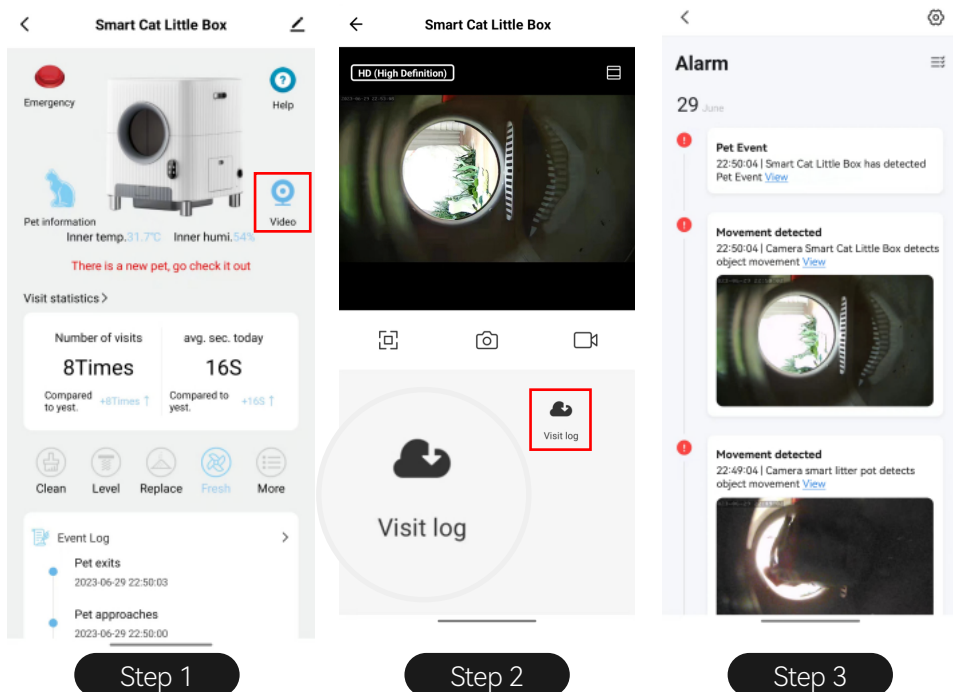 Smart Cat Little Box
Emergency
Help
Pet information
Video
Inner temp.31.7℃ Inner humi.54%
There is a new pet, go check it out
Visit statistics
Number of visits
avg. sec. today
8Times
16S
Compared to yest.
+8Times ↑
Compared to yest.
+16S ↑
Clean
Level
Replace
Fresh
More
Event Log
Pet exits
2023-06-29 22:50:03
Pet approaches
2023-06-29 22:50:00
Step 1
Smart Cat Little Box
HD (High Definition)
Visit log
Visit log
Step 2
Alarm
29 June
Pet Event
22:50:04 | Smart Cat Little Box has detected
Pet Event View
Movement detected
22:50:04 | Camera Smart Cat Little Box detects
object movement View
Movement detected
22:49:04 | Camera smart litter pot detects
object movement View
Step 3